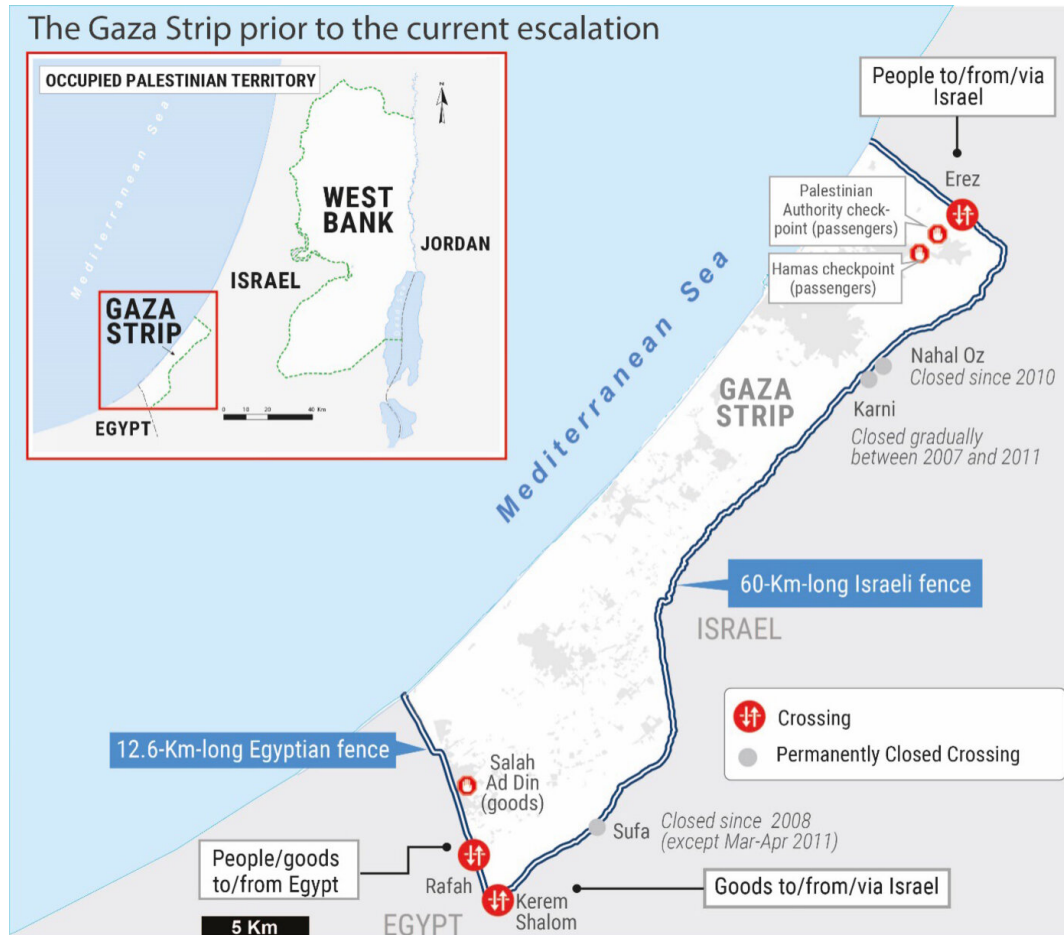 The Gaza Strip prior to the current escalation
OCCUPIED PALESTINIAN TERRITORY
N
Mediterranean Sea
WEST
BANK
JORDAN
ISRAEL
GAZA
STRIP
EGYPT
0 10 20 40 Km
People to/from/via
Israel
Erez
Palestinian
Authority check-
point (passengers)
Hamas checkpoint
(passengers)
Mediterranean Sea
Nahal Oz
Closed since 2010
GAZA
STRIP
Karni
Closed gradually
between 2007 and 2011
60-Km-long Israeli fence
ISRAEL
Crossing
Permanently Closed Crossing
12.6-Km-long Egyptian fence
Salah
Ad Din
(goods)
Sufa
Closed since 2008
(except Mar-Apr 2011)
People/goods
to/from Egypt
Rafah
Kerem
Shalom
Goods to/from/via Israel
EGYPT
5 Km